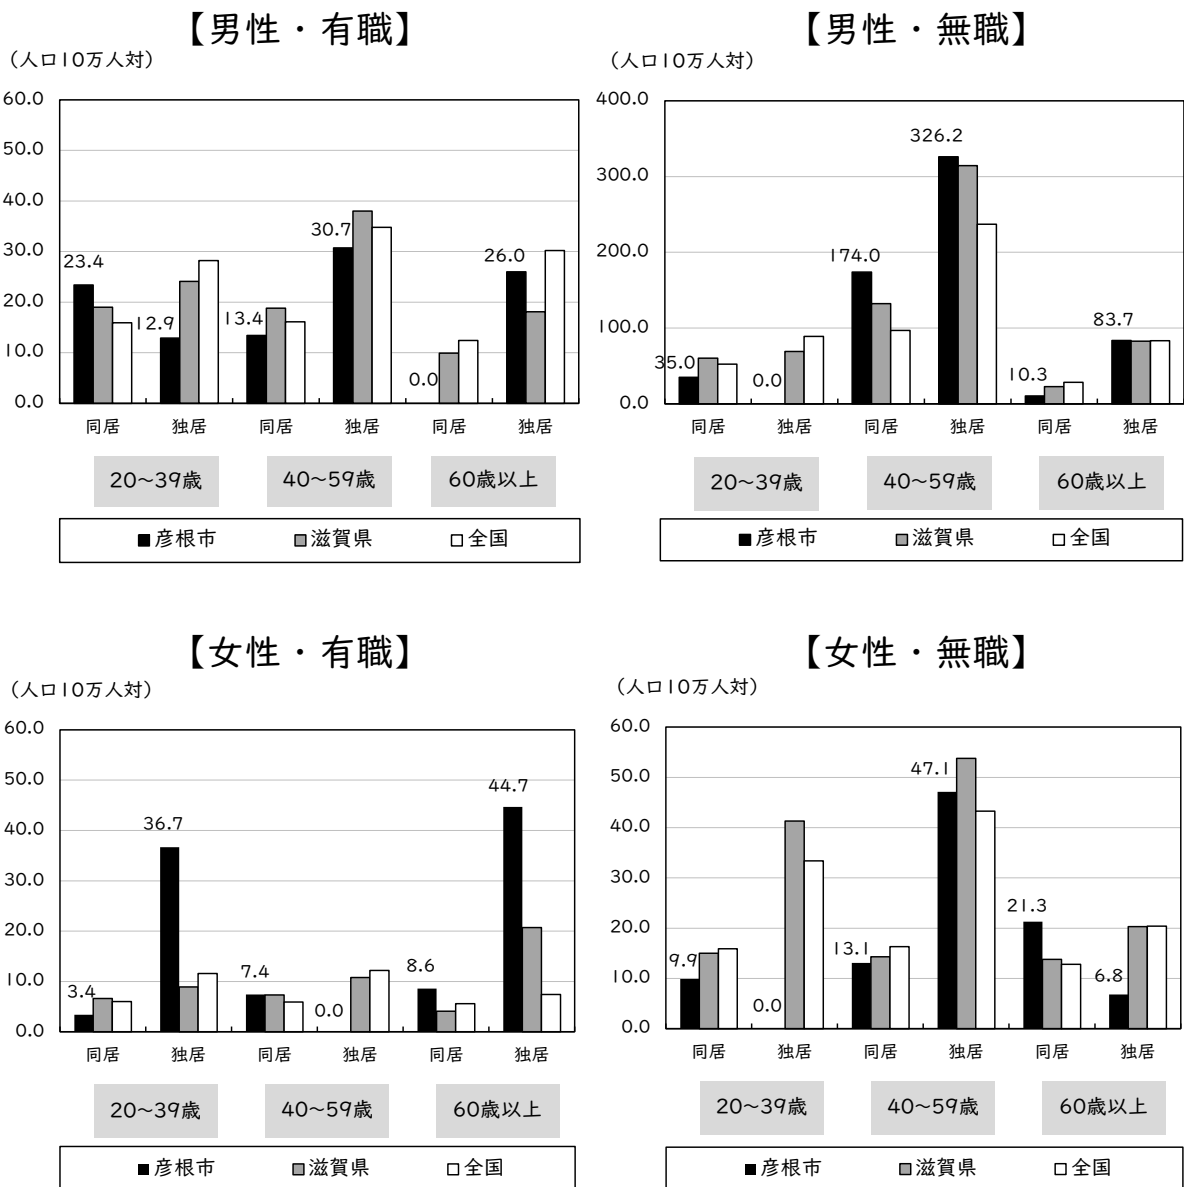 【男性・有職】
（人口10万人対）
60.0
50.0
40.0
30.0
20.0
10.0
0.0
23.4
12.9
13.4
30.7
0.0
26.0
同居 独居 同居 独居 同居 独居
20～39歳 40～59歳 60歳以上
■彦根市 ■滋賀県 □全国
【男性・無職】
（人口10万人対）
400.0
300.0
200.0
100.0
0.0
35.0
0.0
174.0
326.2
10.3
83.7
同居 独居 同居 独居 同居 独居
20～39歳 40～59歳 60歳以上
■彦根市 ■滋賀県 □全国
【女性・有職】
（人口10万人対）
60.0
50.0
40.0
30.0
20.0
10.0
0.0
3.4
36.7
7.4
0.0
8.6
44.7
同居 独居 同居 独居 同居 独居
20～39歳 40～59歳 60歳以上
■彦根市 ■滋賀県 □全国
【女性・無職】
（人口10万人対）
60.0
50.0
40.0
30.0
20.0
10.0
0.0
9.9
0.0
13.1
47.1
21.3
6.8
同居 独居 同居 独居 同居 独居
20～39歳 40～59歳 60歳以上
■彦根市 ■滋賀県 □全国